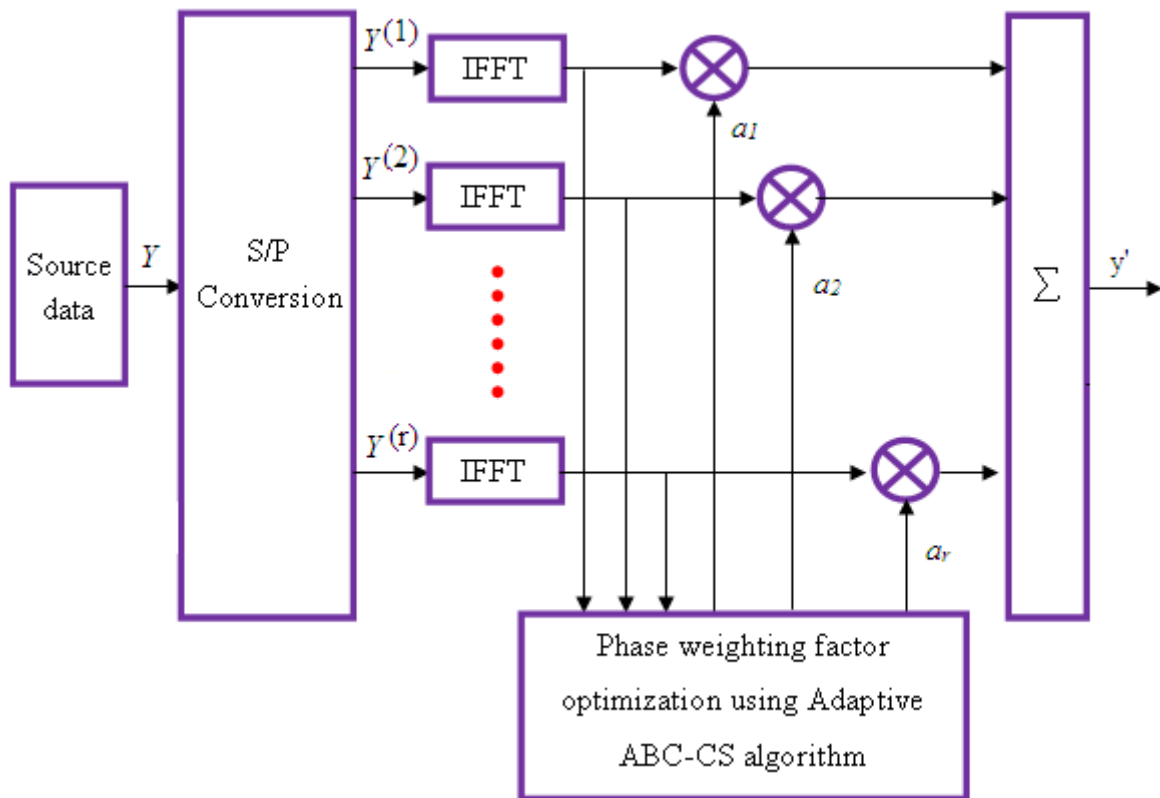 Y(1)
IFFT
a1
Y(2)
IFFT
Source
data
Y
S/P
Conversion
a2
Σ
y'
Y(r)
IFFT
ar
Phase weighting factor
optimization using Adaptive
ABC-CS algorithm